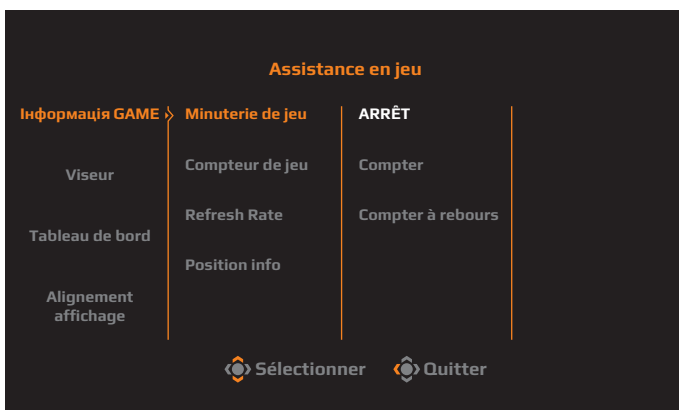 Assistance en jeu
Інформація GAME
Viseur
Tableau de bord
Alignement
affichage
Minuterie de jeu
Compteur de jeu
Refresh Rate
Position info
ARRÊT
Compter
Compter à rebours
Sélectionner
Quitter